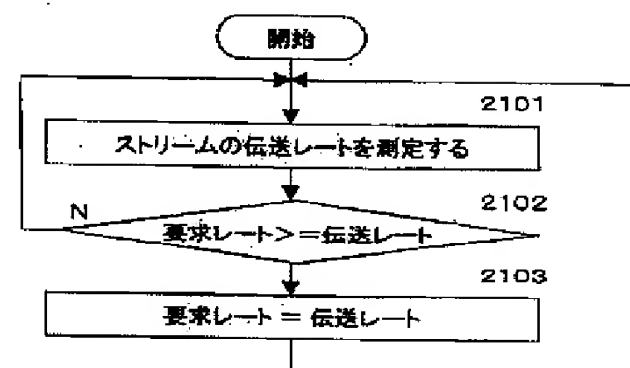 開始
2101
ストリームの伝送レートを測定する
2102
N
要求レート>=伝送レート
2103
要求レート = 伝送レート